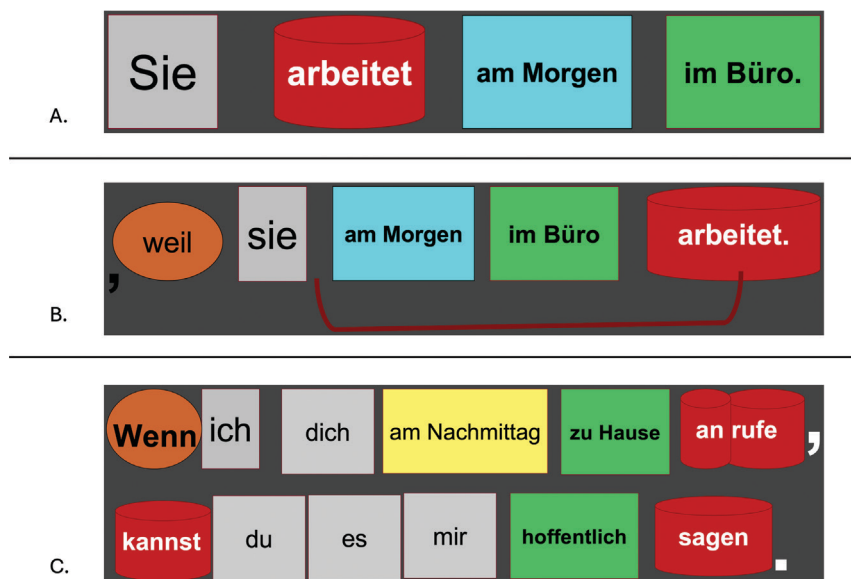 A. Sie arbeitet am Morgen im Büro.
B. , weil sie am Morgen im Büro arbeitet.
Wenn ich dich am Nachmittag zu Hause an rufe ,
C. kannst du es mir hoffentlich sagen .